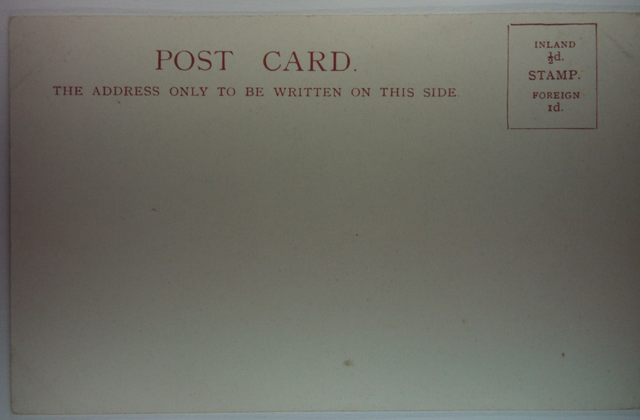 POST CARD.
THE ADDRESS ONLY TO BE WRITTEN ON THIS SIDE
INLAND
½d.
STAMP.
FOREIGN
1d.